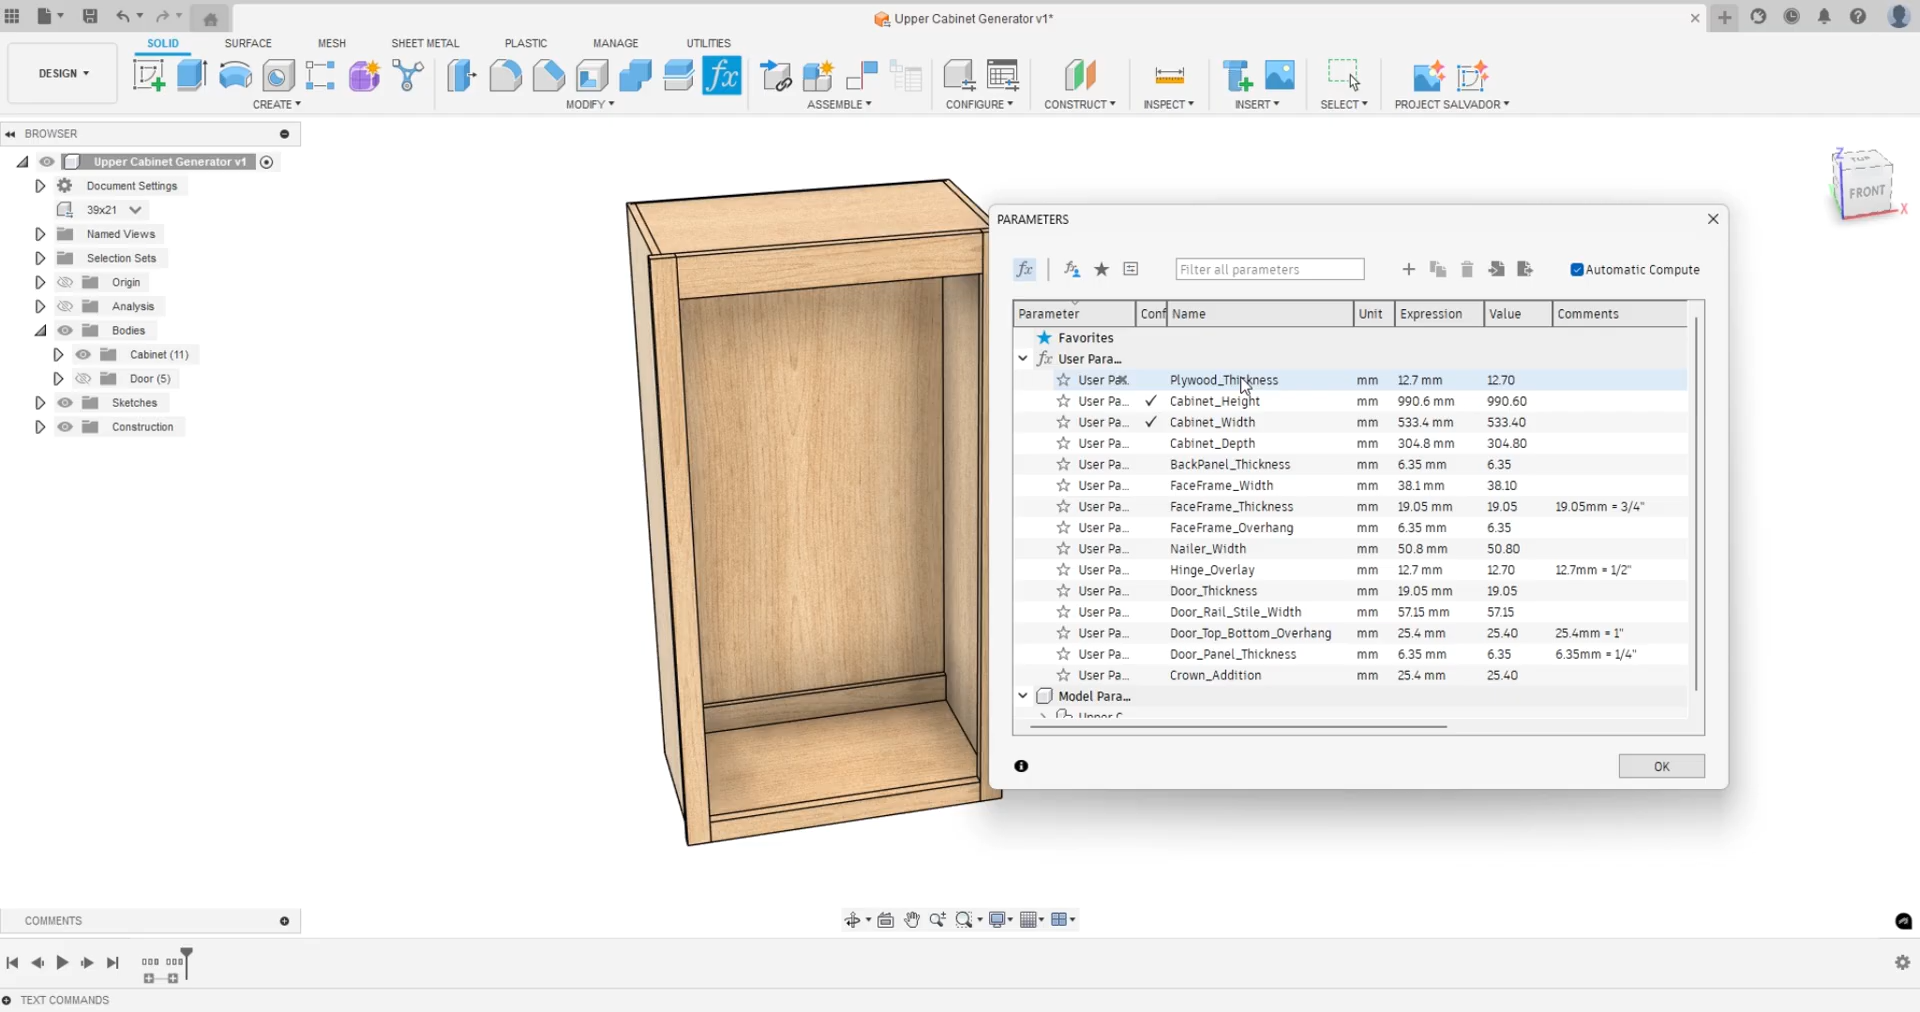 Upper Cabinet Generator v1*
DESIGN
SOLID
SURFACE
MESH
SHEET METAL
PLASTIC
MANAGE
UTILITIES
CREATE
MODIFY
ASSEMBLE
CONFIGURE
CONSTRUCT
INSPECT
INSERT
SELECT
PROJECT SALVADOR
BROWSER
Upper Cabinet Generator v1
Document Settings
39x21
Named Views
Selection Sets
Origin
Analysis
Bodies
Cabinet (11)
Door (5)
Sketches
Construction
Z
TOP
FRONT
X
PARAMETERS
fx
Filter all parameters
Automatic Compute
Parameter Conf Name Unit Expression Value Comments
Favorites
fx User Para...
User Pa... Plywood_Thickness mm 12.7 mm 12.70
User Pa... Cabinet_Height mm 990.6 mm 990.60
User Pa... Cabinet_Width mm 533.4 mm 533.40
User Pa... Cabinet_Depth mm 304.8 mm 304.80
User Pa... BackPanel_Thickness mm 6.35 mm 6.35
User Pa... FaceFrame_Width mm 38.1 mm 38.10
User Pa... FaceFrame_Thickness mm 19.05 mm 19.05 19.05mm = 3/4"
User Pa... FaceFrame_Overhang mm 6.35 mm 6.35
User Pa... Nailer_Width mm 50.8 mm 50.80
User Pa... Hinge_Overlay mm 12.7 mm 12.70 12.7mm = 1/2"
User Pa... Door_Thickness mm 19.05 mm 19.05
User Pa... Door_Rail_Stile_Width mm 57.15 mm 57.15
User Pa... Door_Top_Bottom_Overhang mm 25.4 mm 25.40 25.4mm = 1"
User Pa... Door_Panel_Thickness mm 6.35 mm 6.35 6.35mm = 1/4"
User Pa... Crown_Addition mm 25.4 mm 25.40
Model Para...
OK
COMMENTS
TEXT COMMANDS